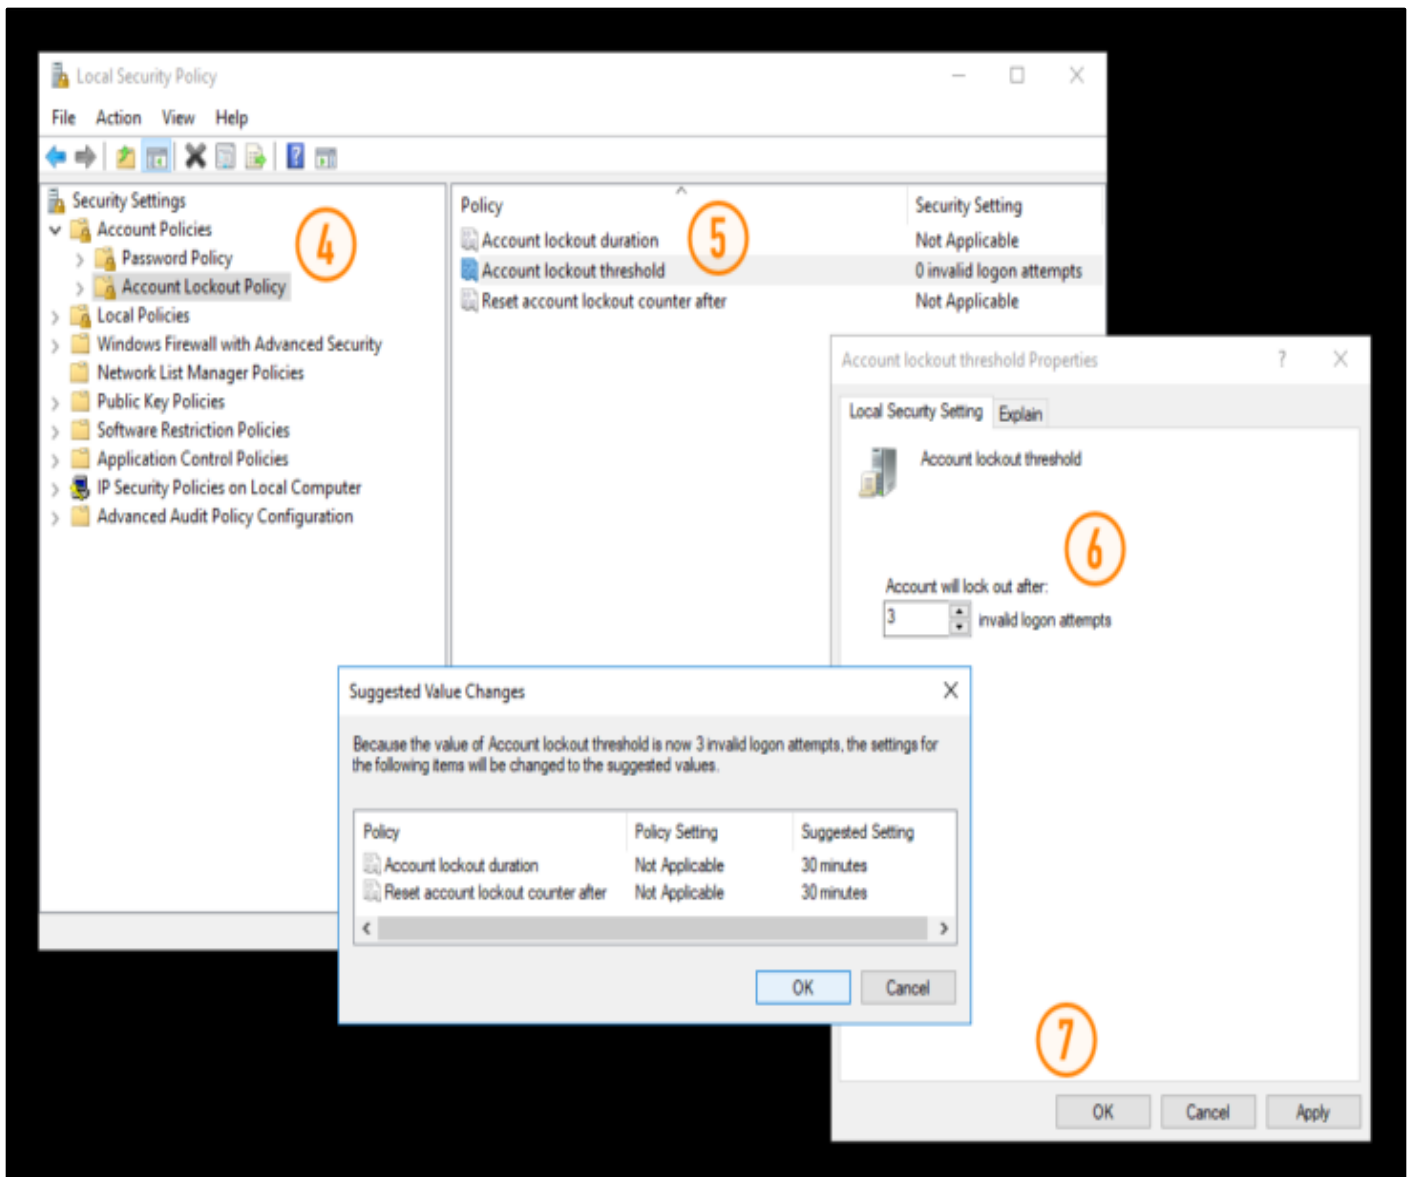 Local Security Policy
File Action View Help
Security Settings
Account Policies
Password Policy
Account Lockout Policy
Local Policies
Windows Firewall with Advanced Security
Network List Manager Policies
Public Key Policies
Software Restriction Policies
Application Control Policies
IP Security Policies on Local Computer
Advanced Audit Policy Configuration
4
Policy Security Setting
5
Account lockout duration Not Applicable
Account lockout threshold 0 invalid logon attempts
Reset account lockout counter after Not Applicable
Account lockout threshold Properties ?
Local Security Setting Explain
Account lockout threshold
6
Account will lock out after:
3 invalid logon attempts
Suggested Value Changes
Because the value of Account lockout threshold is now 3 invalid logon attempts, the settings for
the following items will be changed to the suggested values.
Policy Policy Setting Suggested Setting
Account lockout duration Not Applicable 30 minutes
Reset account lockout counter after Not Applicable 30 minutes
OK Cancel
7
OK Cancel Apply